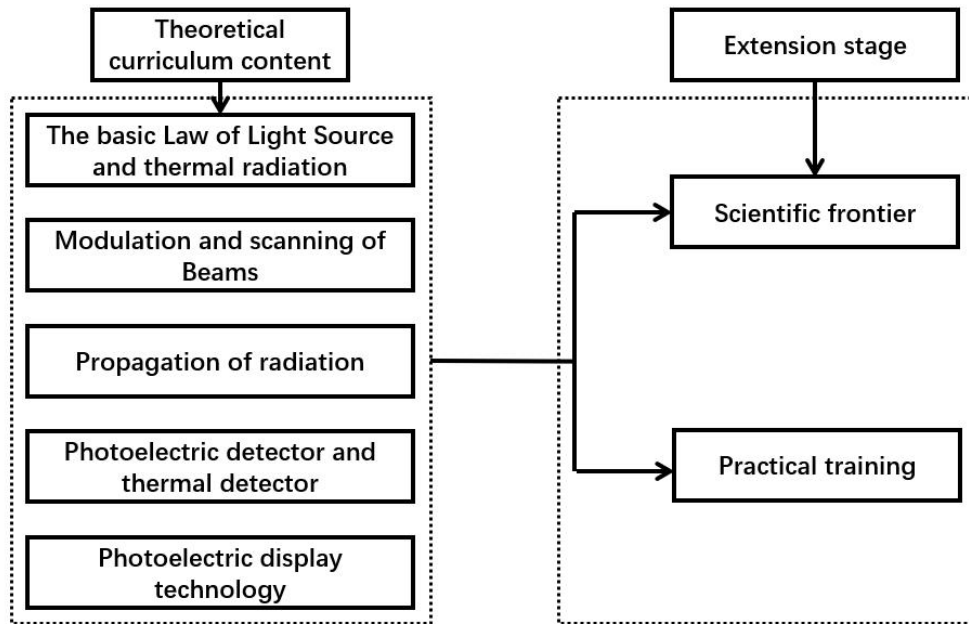 Theoretical
curriculum content
The basic Law of Light Source
and thermal radiation
Modulation and scanning of
Beams
Propagation of radiation
Photoelectric detector and
thermal detector
Photoelectric display
technology
Extension stage
Scientific frontier
Practical training